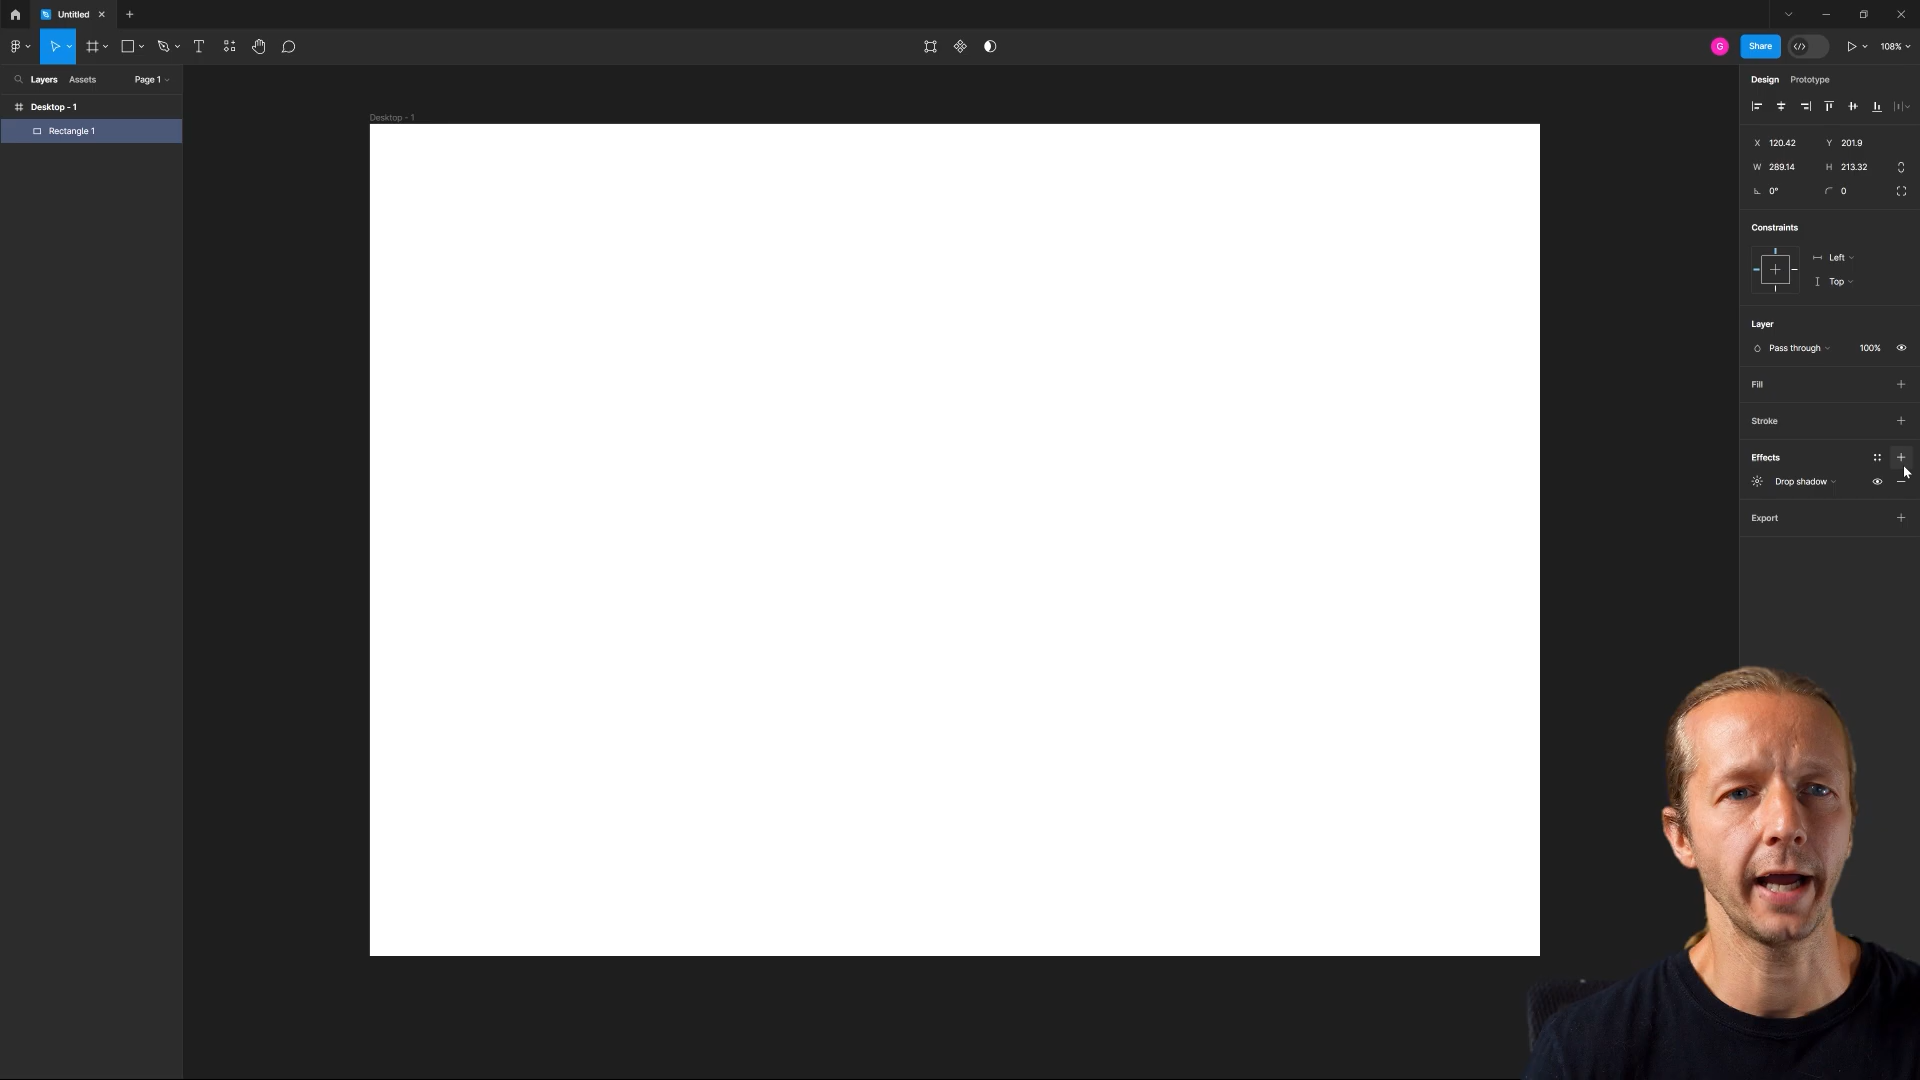 Untitled
G
Share
108%
Layers
Assets
Page 1
Design
Prototype
Desktop - 1
Rectangle 1
Desktop - 1
X 120.42
Y 201.9
W 289.14
H 213.32
0°
0
Constraints
Left
Top
Layer
Pass through
100%
Fill
Stroke
Effects
Drop shadow
Export